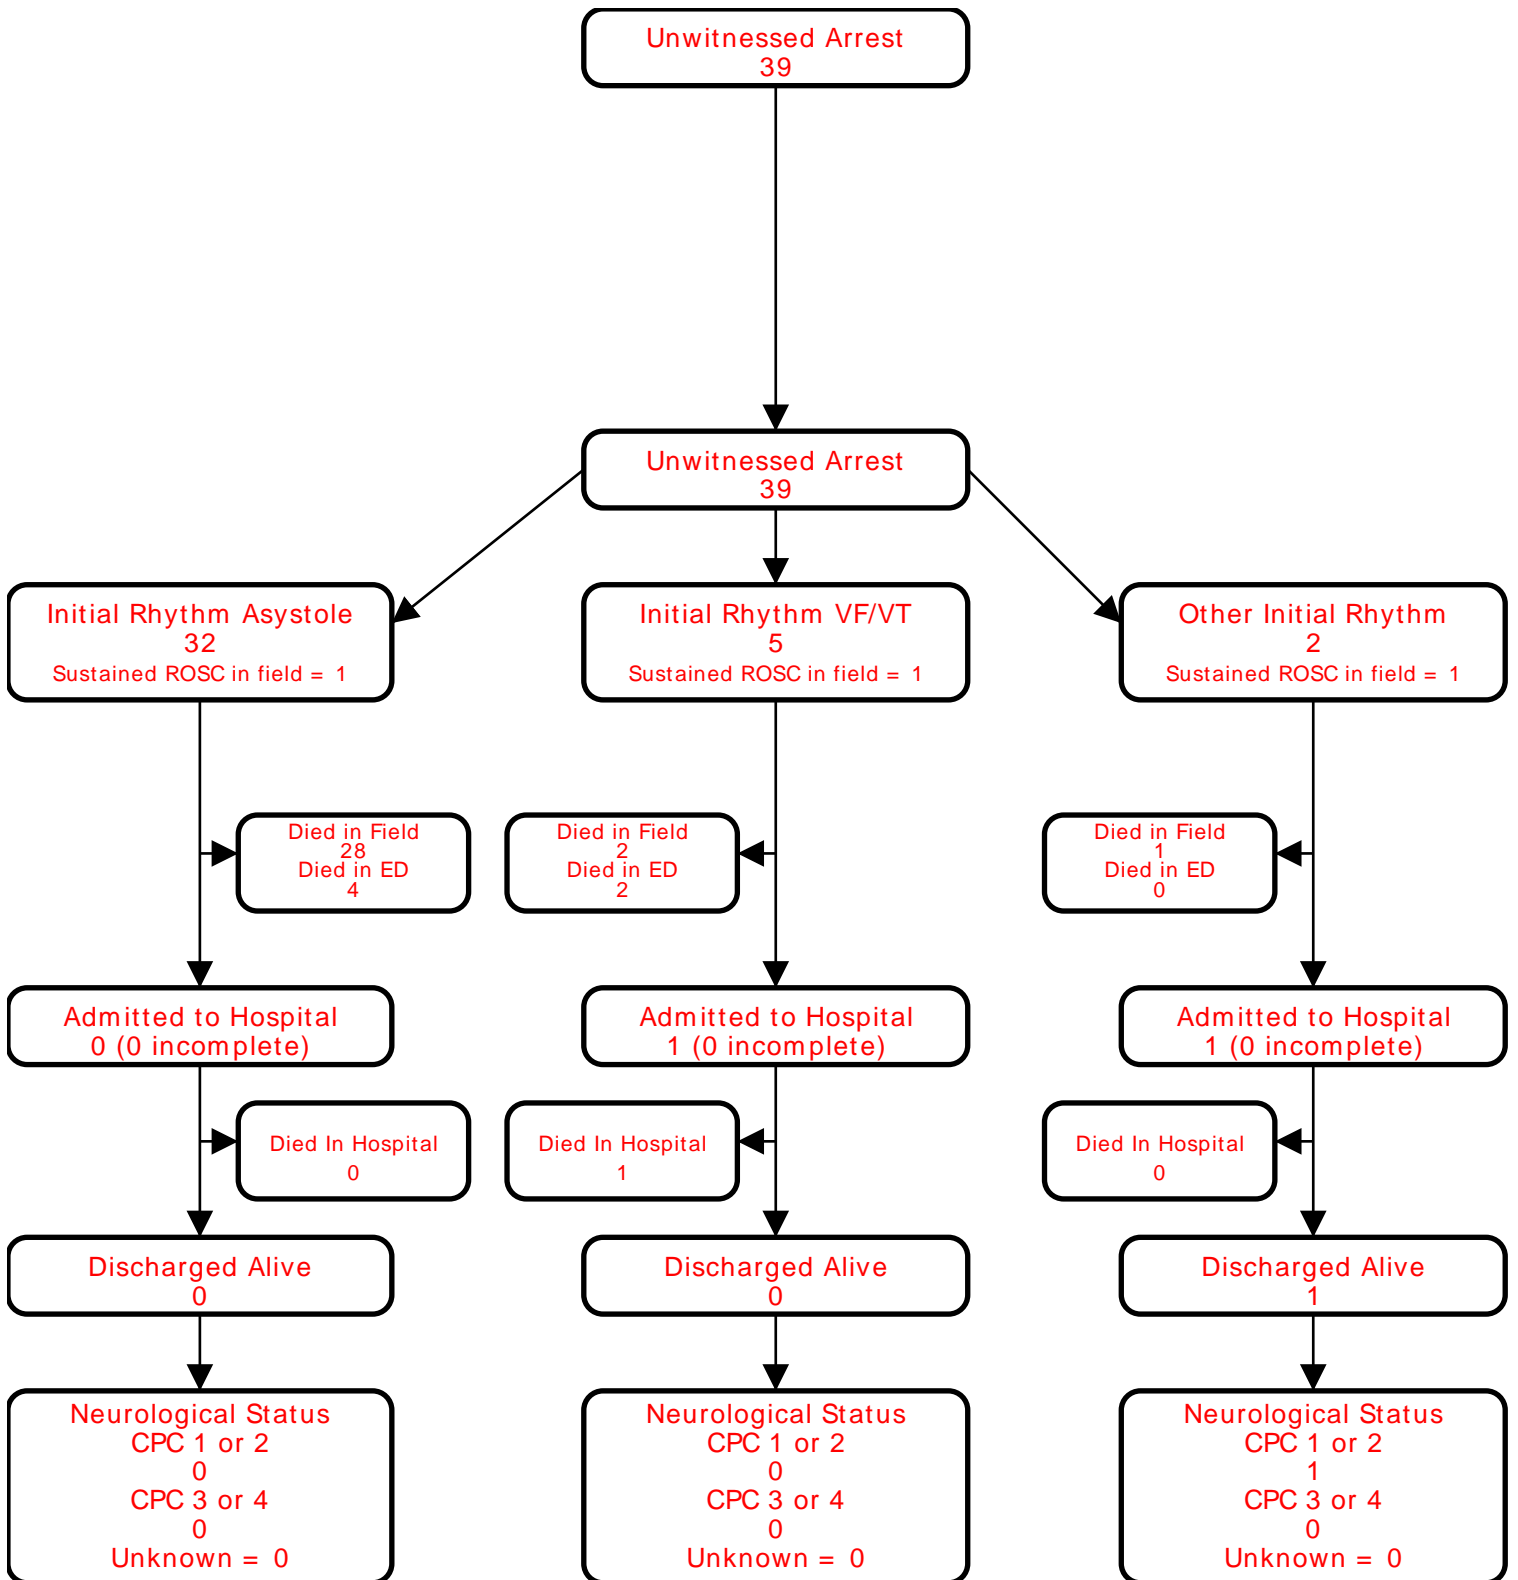 Unwitnessed Arrest
39
Unwitnessed Arrest
39
Initial Rhythm Asystole
32
Sustained ROSC in field = 1
Initial Rhythm VF/VT
5
Sustained ROSC in field = 1
Other Initial Rhythm
2
Sustained ROSC in field = 1
Died in Field
28
Died in ED
4
Died in Field
2
Died in ED
2
Died in Field
1
Died in ED
0
Admitted to Hospital
0 (0 incomplete)
Admitted to Hospital
1 (0 incomplete)
Admitted to Hospital
1 (0 incomplete)
Died In Hospital
0
Died In Hospital
1
Died In Hospital
0
Discharged Alive
0
Discharged Alive
0
Discharged Alive
1
Neurological Status
CPC 1 or 2
0
CPC 3 or 4
0
Unknown = 0
Neurological Status
CPC 1 or 2
0
CPC 3 or 4
0
Unknown = 0
Neurological Status
CPC 1 or 2
1
CPC 3 or 4
0
Unknown = 0